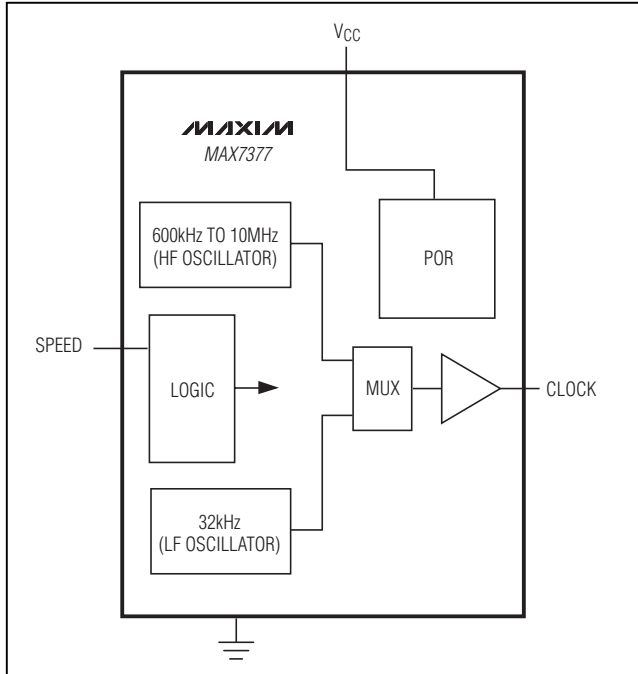 VCC
MAXIM
MAX7377
600kHz TO 10MHz
(HF OSCILLATOR)
POR
SPEED
LOGIC
MUX
CLOCK
32kHz
(LF OSCILLATOR)